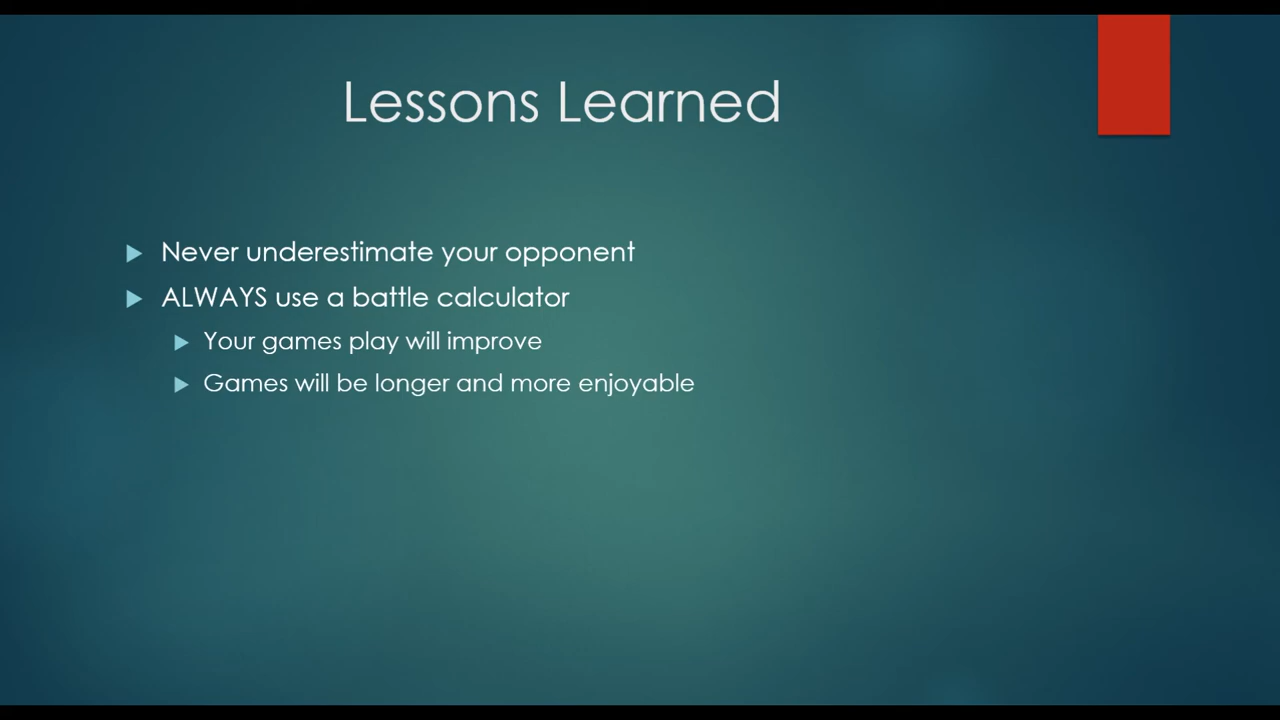 Lessons Learned
Never underestimate your opponent
ALWAYS use a battle calculator
Your games play will improve
Games will be longer and more enjoyable